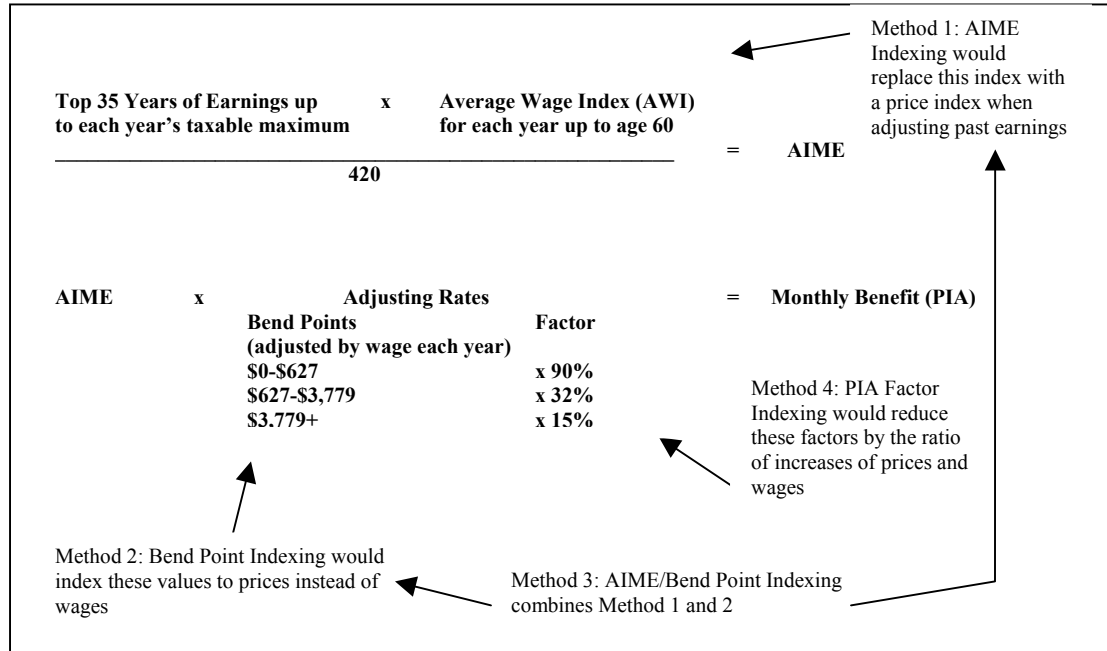 Method 1: AIME
Indexing would
replace this index with
a price index when
adjusting past earnings
Top 35 Years of Earnings up x Average Wage Index (AWI)
to each year's taxable maximum for each year up to age 60
= AIME
420
AIME x Adjusting Rates = Monthly Benefit (PIA)
Bend Points Factor
(adjusted by wage each year)
$0-$627 x 90%
$627-$3,779 x 32%
$3,779+ x 15%
Method 4: PIA Factor
Indexing would reduce
these factors by the ratio
of increases of prices and
wages
Method 2: Bend Point Indexing would
index these values to prices instead of
wages
Method 3: AIME/Bend Point Indexing
combines Method 1 and 2